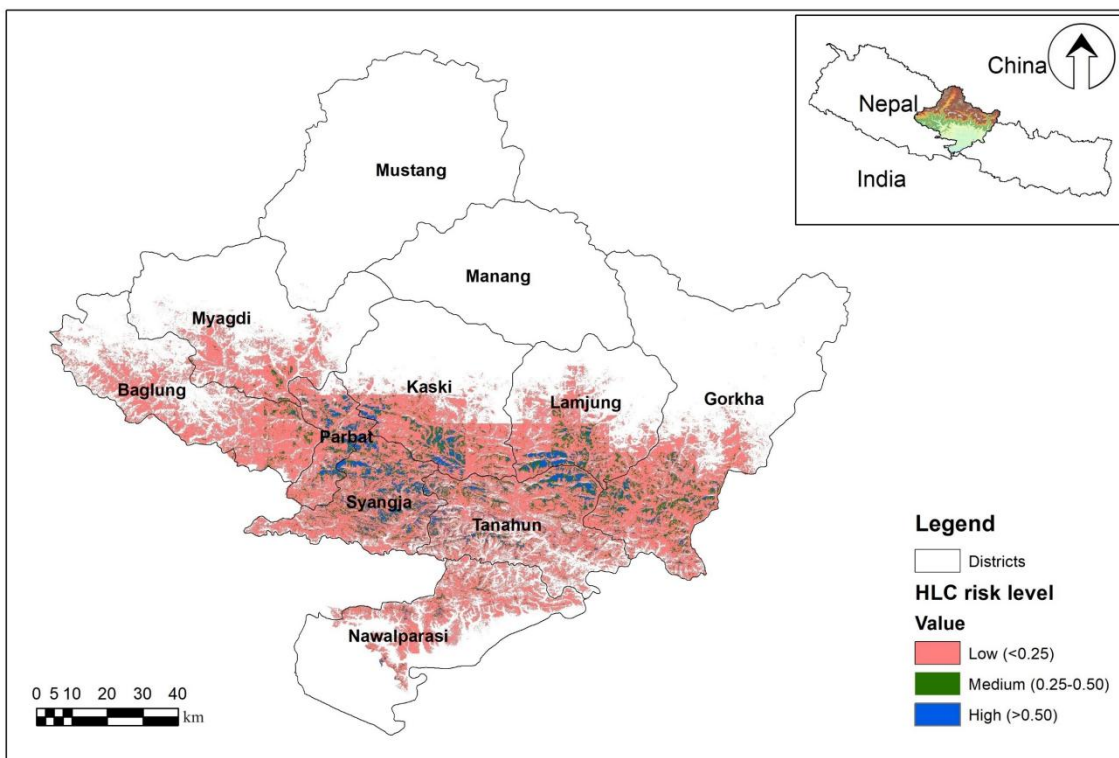 China
Nepal
India
Mustang
Manang
Myagdi
Baglung
Kaski
Lamjung
Gorkha
Parbat
Syangja
Tanahun
Nawalparasi
Legend
Districts
HLC risk level
Value
Low (<0.25)
Medium (0.25-0.50)
High (>0.50)
0 5 10 20 30 40
km